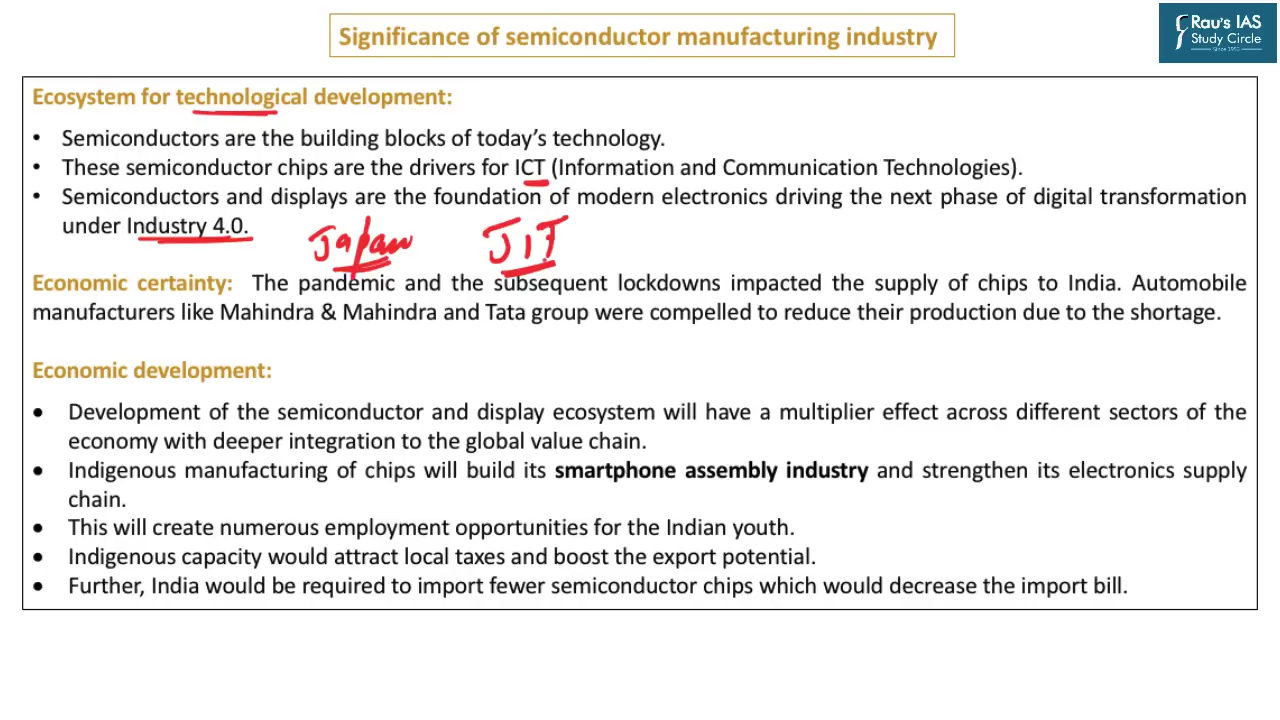 Significance of semiconductor manufacturing industry
Rau's IAS
Study Circle
Since 1953
Ecosystem for technological development:
• Semiconductors are the building blocks of today's technology.
• These semiconductor chips are the drivers for ICT (Information and Communication Technologies).
• Semiconductors and displays are the foundation of modern electronics driving the next phase of digital transformation
under Industry 4.0.
Japan JIT
Economic certainty: The pandemic and the subsequent lockdowns impacted the supply of chips to India. Automobile
manufacturers like Mahindra & Mahindra and Tata group were compelled to reduce their production due to the shortage.
Economic development:
• Development of the semiconductor and display ecosystem will have a multiplier effect across different sectors of the
economy with deeper integration to the global value chain.
• Indigenous manufacturing of chips will build its smartphone assembly industry and strengthen its electronics supply
chain.
• This will create numerous employment opportunities for the Indian youth.
• Indigenous capacity would attract local taxes and boost the export potential.
• Further, India would be required to import fewer semiconductor chips which would decrease the import bill.